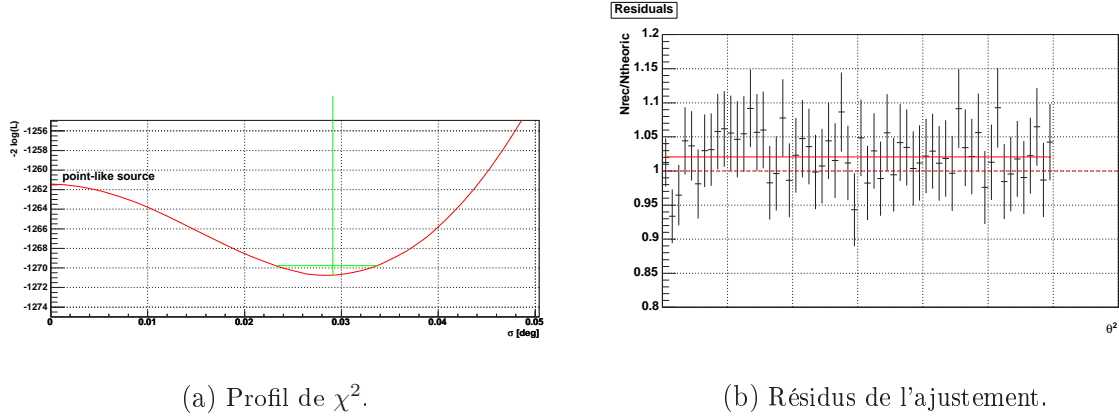 -2 log(L)
-1256
-1258
-1260
-1262
-1264
-1266
-1268
-1270
-1272
-1274
point-like source
0 0.01 0.02 0.03 0.04 0.05
σ [deg]
(a) Profil de χ².
Residuals
Nrec/Ntheoric
1.2
1.15
1.1
1.05
1.0
0.95
0.9
0.85
0.8
θ²
(b) Résidus de l'ajustement.